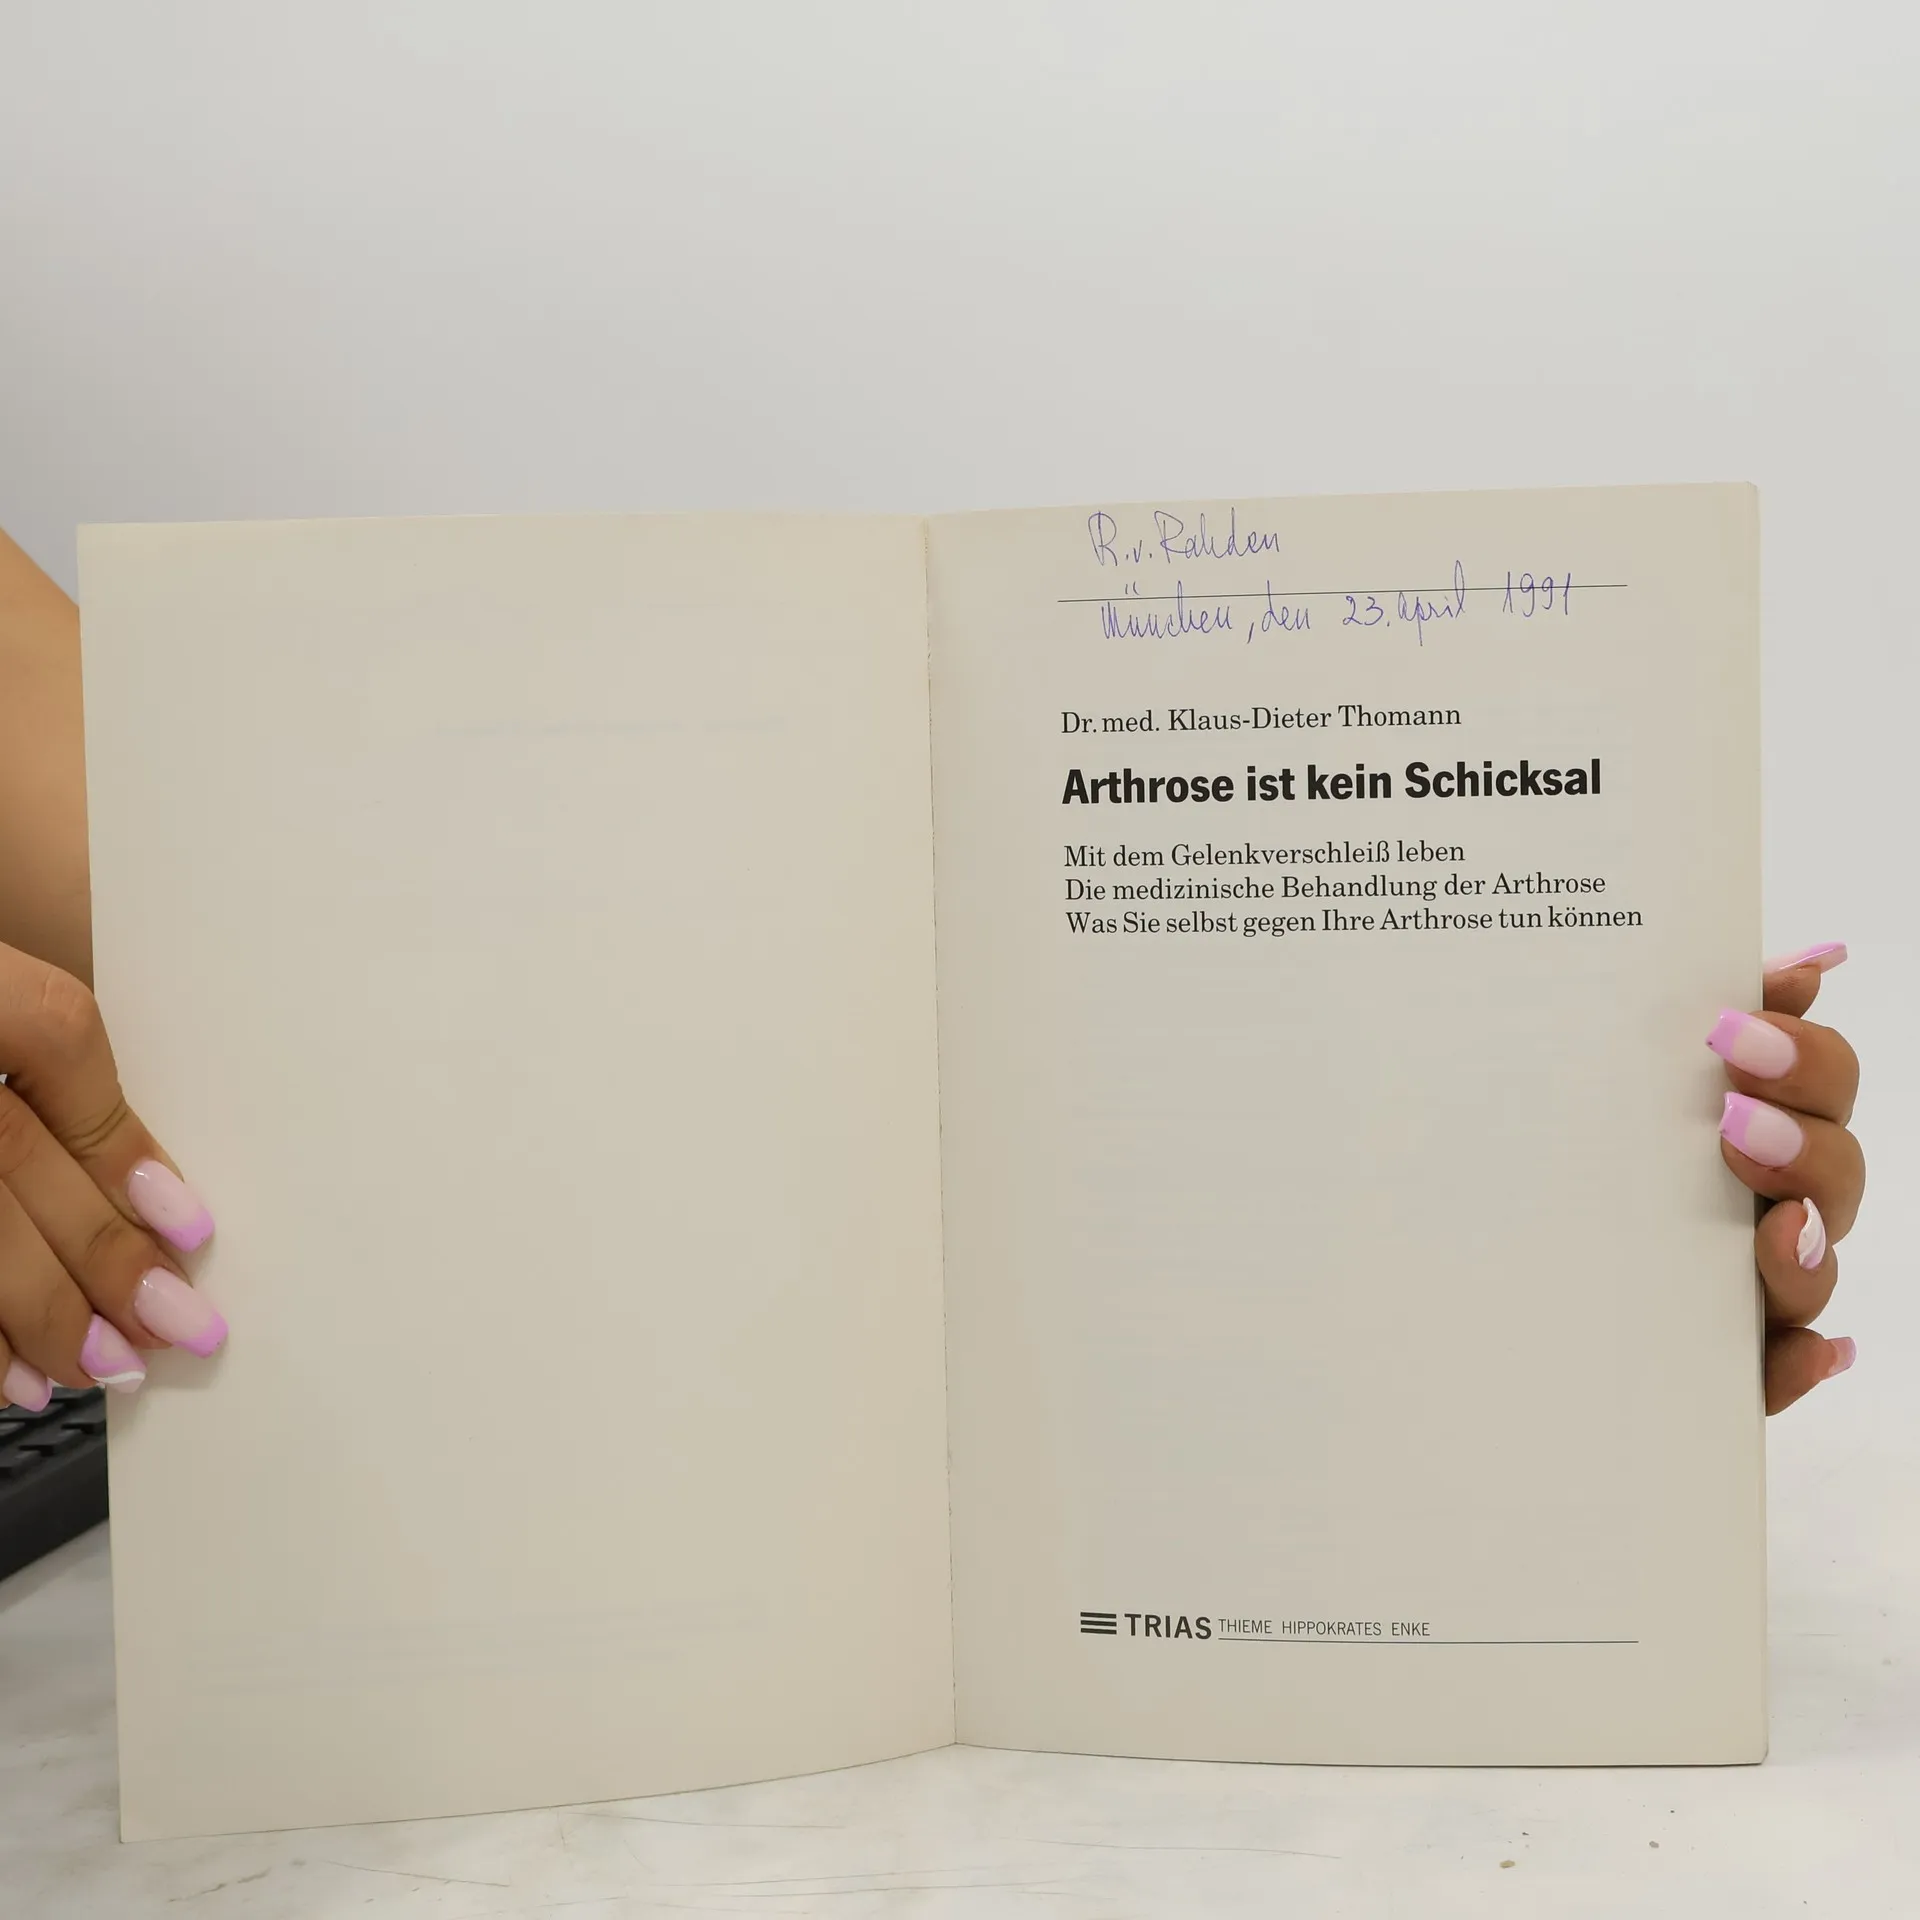 R. v. Rahden
München, den 23. April 1991
Dr. med. Klaus-Dieter Thomann
Arthrose ist kein Schicksal
Mit dem Gelenkverschleiß leben
Die medizinische Behandlung der Arthrose
Was Sie selbst gegen Ihre Arthrose tun können
TRIAS THIEME HIPPOKRATES ENKE